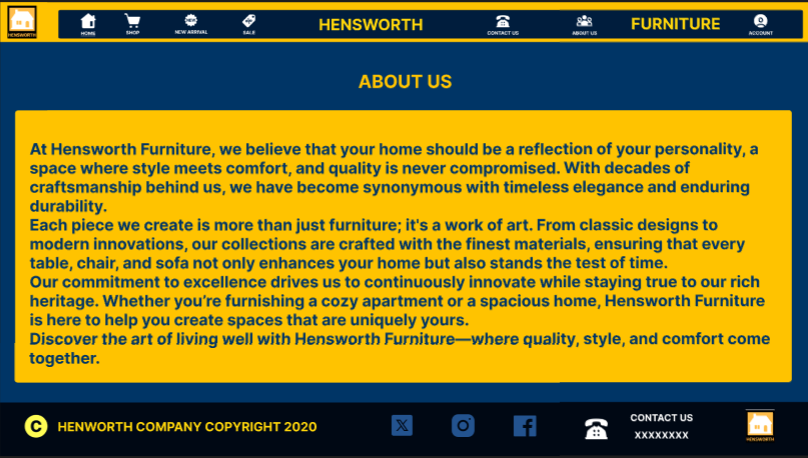 HENSWORTH
HOME
SHOP
NEW
NEW ARRIVAL
SALE
HENSWORTH
CONTACT US
ABOUT US
FURNITURE
ACCOUNT
ABOUT US
At Hensworth Furniture, we believe that your home should be a reflection of your personality, a
space where style meets comfort, and quality is never compromised. With decades of
craftsmanship behind us, we have become synonymous with timeless elegance and enduring
durability.
Each piece we create is more than just furniture; it's a work of art. From classic designs to
modern innovations, our collections are crafted with the finest materials, ensuring that every
table, chair, and sofa not only enhances your home but also stands the test of time.
Our commitment to excellence drives us to continuously innovate while staying true to our rich
heritage. Whether you’re furnishing a cozy apartment or a spacious home, Hensworth Furniture
is here to help you create spaces that are uniquely yours.
Discover the art of living well with Hensworth Furniture—where quality, style, and comfort come
together.
C HENWORTH COMPANY COPYRIGHT 2020
CONTACT US
XXXXXXXX
HENSWORTH